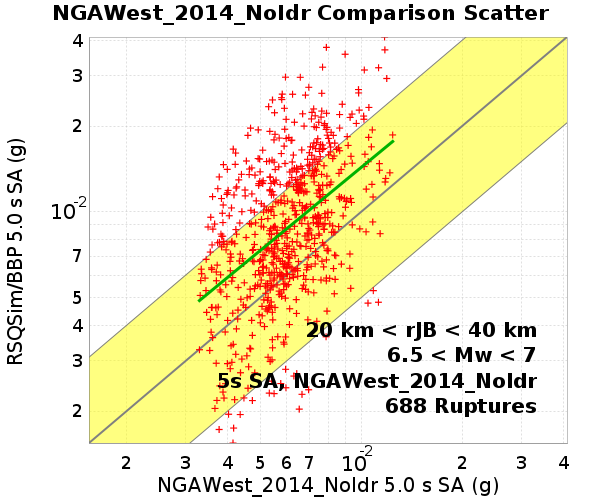 NGAWest_2014_NoIdr Comparison Scatter
RSQSim/BBP 5.0 s SA (g)
4
3
2
10-2
7
5
4
3
2
20 km < rJB < 40 km
6.5 < Mw < 7
5s SA, NGAWest_2014_NoIdr
688 Ruptures
2 3 4 5 6 7 10-2 2 3 4
NGAWest_2014_NoIdr 5.0 s SA (g)